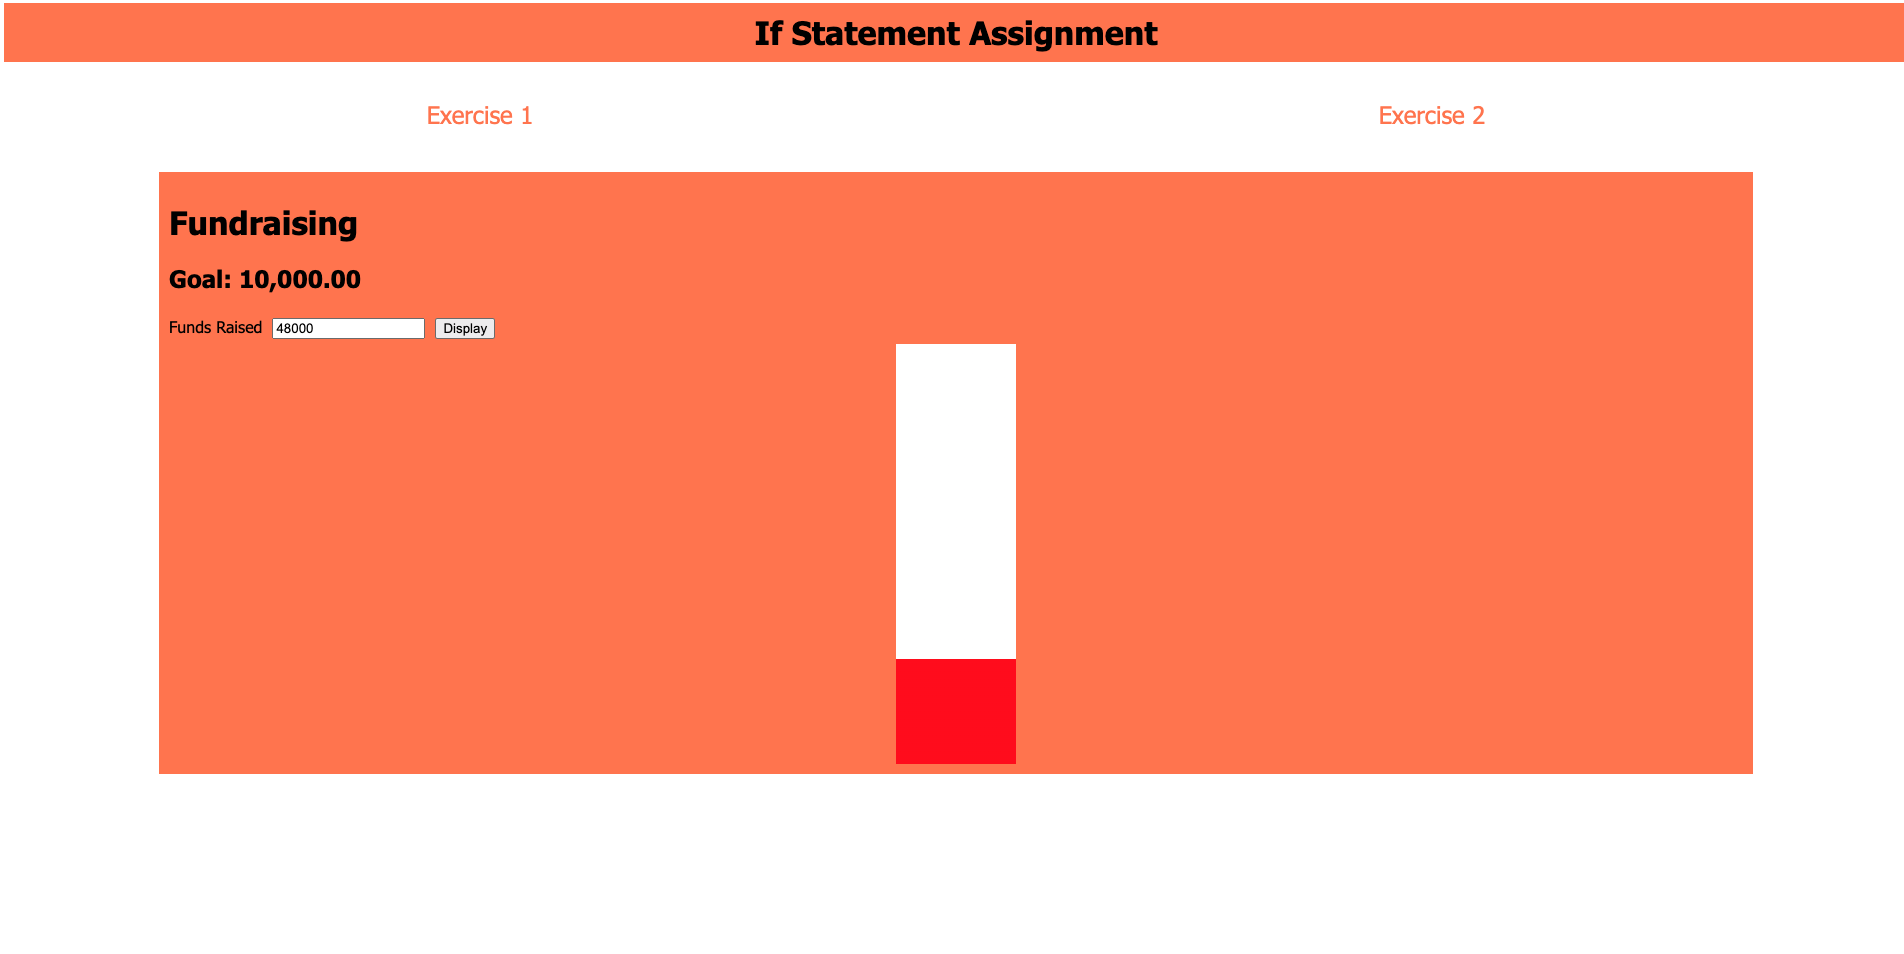 If Statement Assignment
Exercise 1 Exercise 2
Fundraising
Goal: 10,000.00
Funds Raised 48000 Display